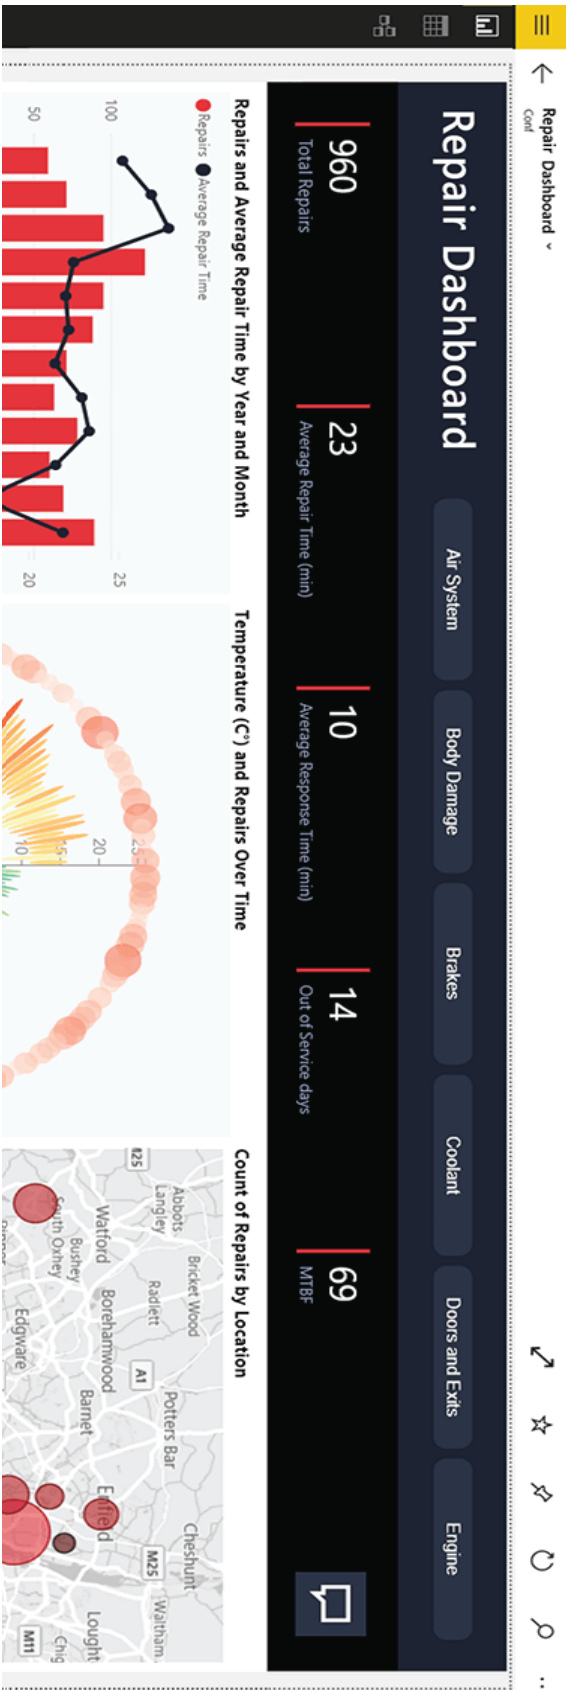 Repair Dashboard
Conf
Repair Dashboard
Air System
Body Damage
Brakes
Coolant
Doors and Exits
Engine
960
Total Repairs
23
Average Repair Time (min)
10
Average Response Time (min)
14
Out of Service days
69
MTBF
Repairs and Average Repair Time by Year and Month
Repairs
Average Repair Time
100
50
25
20
Temperature (C°) and Repairs Over Time
25
20
15
10
Count of Repairs by Location
M25
Abbots
Langley
Bricket Wood
Radlett
Watford
Bushey
South Oxhey
Borehamwood
A1
Potters Bar
Barnet
Edgware
Enfield
Cheshunt
M25
Waltham
Lought
Chig
M11